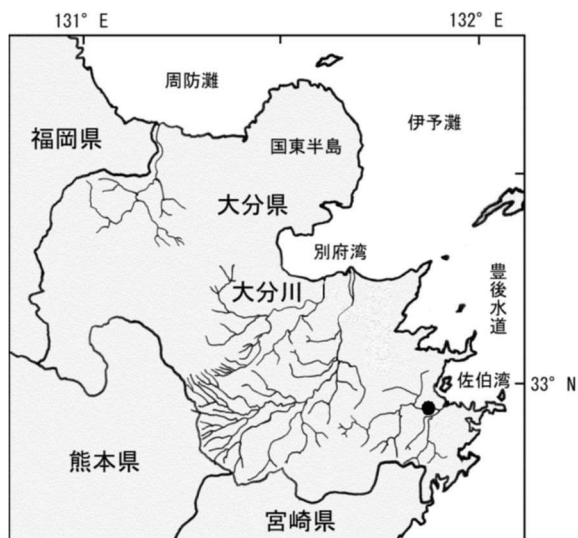 131° E
132° E
周防灘
伊予灘
福岡県
国東半島
大分県
別府湾
大分川
豊後水道
佐伯湾
33° N
熊本県
宮崎県